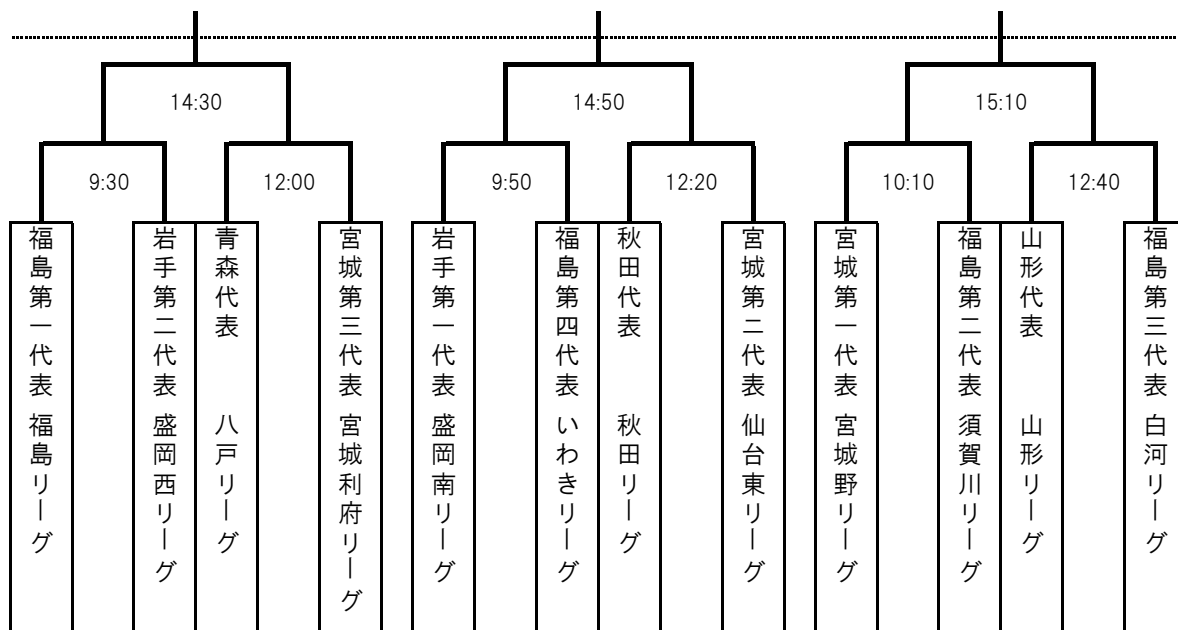 14:30
14:50
15:10
9:30
12:00
9:50
12:20
10:10
12:40
福島第一代表 福島リーグ
岩手第二代表 盛岡西リーグ
青森代表 八戸リーグ
宮城第三代表 宮城利府リーグ
岩手第一代表 盛岡南リーグ
福島第四代表 いわきリーグ
秋田代表 秋田リーグ
宮城第二代表 仙台東リーグ
宮城第一代表 宮城野リーグ
福島第二代表 須賀川リーグ
山形代表 山形リーグ
福島第三代表 白河リーグ